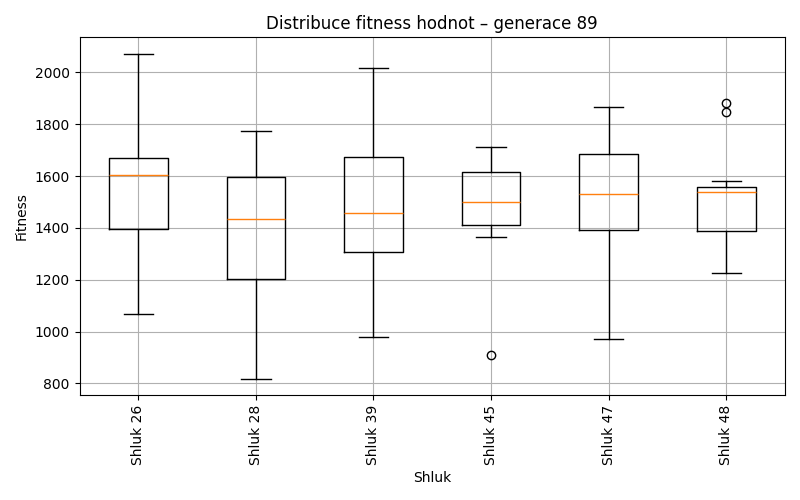 Distribuce fitness hodnot – generace 89
Fitness
2000
1800
1600
1400
1200
1000
800
Shluk 26
Shluk 28
Shluk 39
Shluk 45
Shluk 47
Shluk 48
Shluk